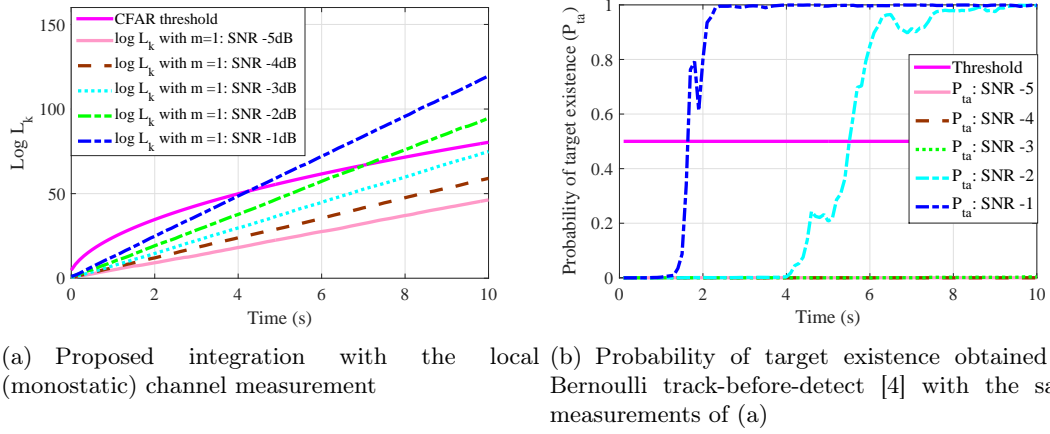 CFAR threshold
log L_k with m=1: SNR -5dB
log L_k with m =1: SNR -4dB
log L_k with m =1: SNR -3dB
log L_k with m=1: SNR -2dB
log L_k with m=1: SNR -1dB
Log L_k
150
100
50
0
0 2 4 6 8 10
Time (s)
(a) Proposed integration with the local
(monostatic) channel measurement
Probability of target existence (P_ta)
1
0.8
0.6
0.4
0.2
0
Threshold
P_ta: SNR -5
P_ta: SNR -4
P_ta: SNR -3
P_ta: SNR -2
P_ta: SNR -1
0 2 4 6 8 10
Time (s)
(b) Probability of target existence obtained
Bernoulli track-before-detect [4] with the sa
measurements of (a)